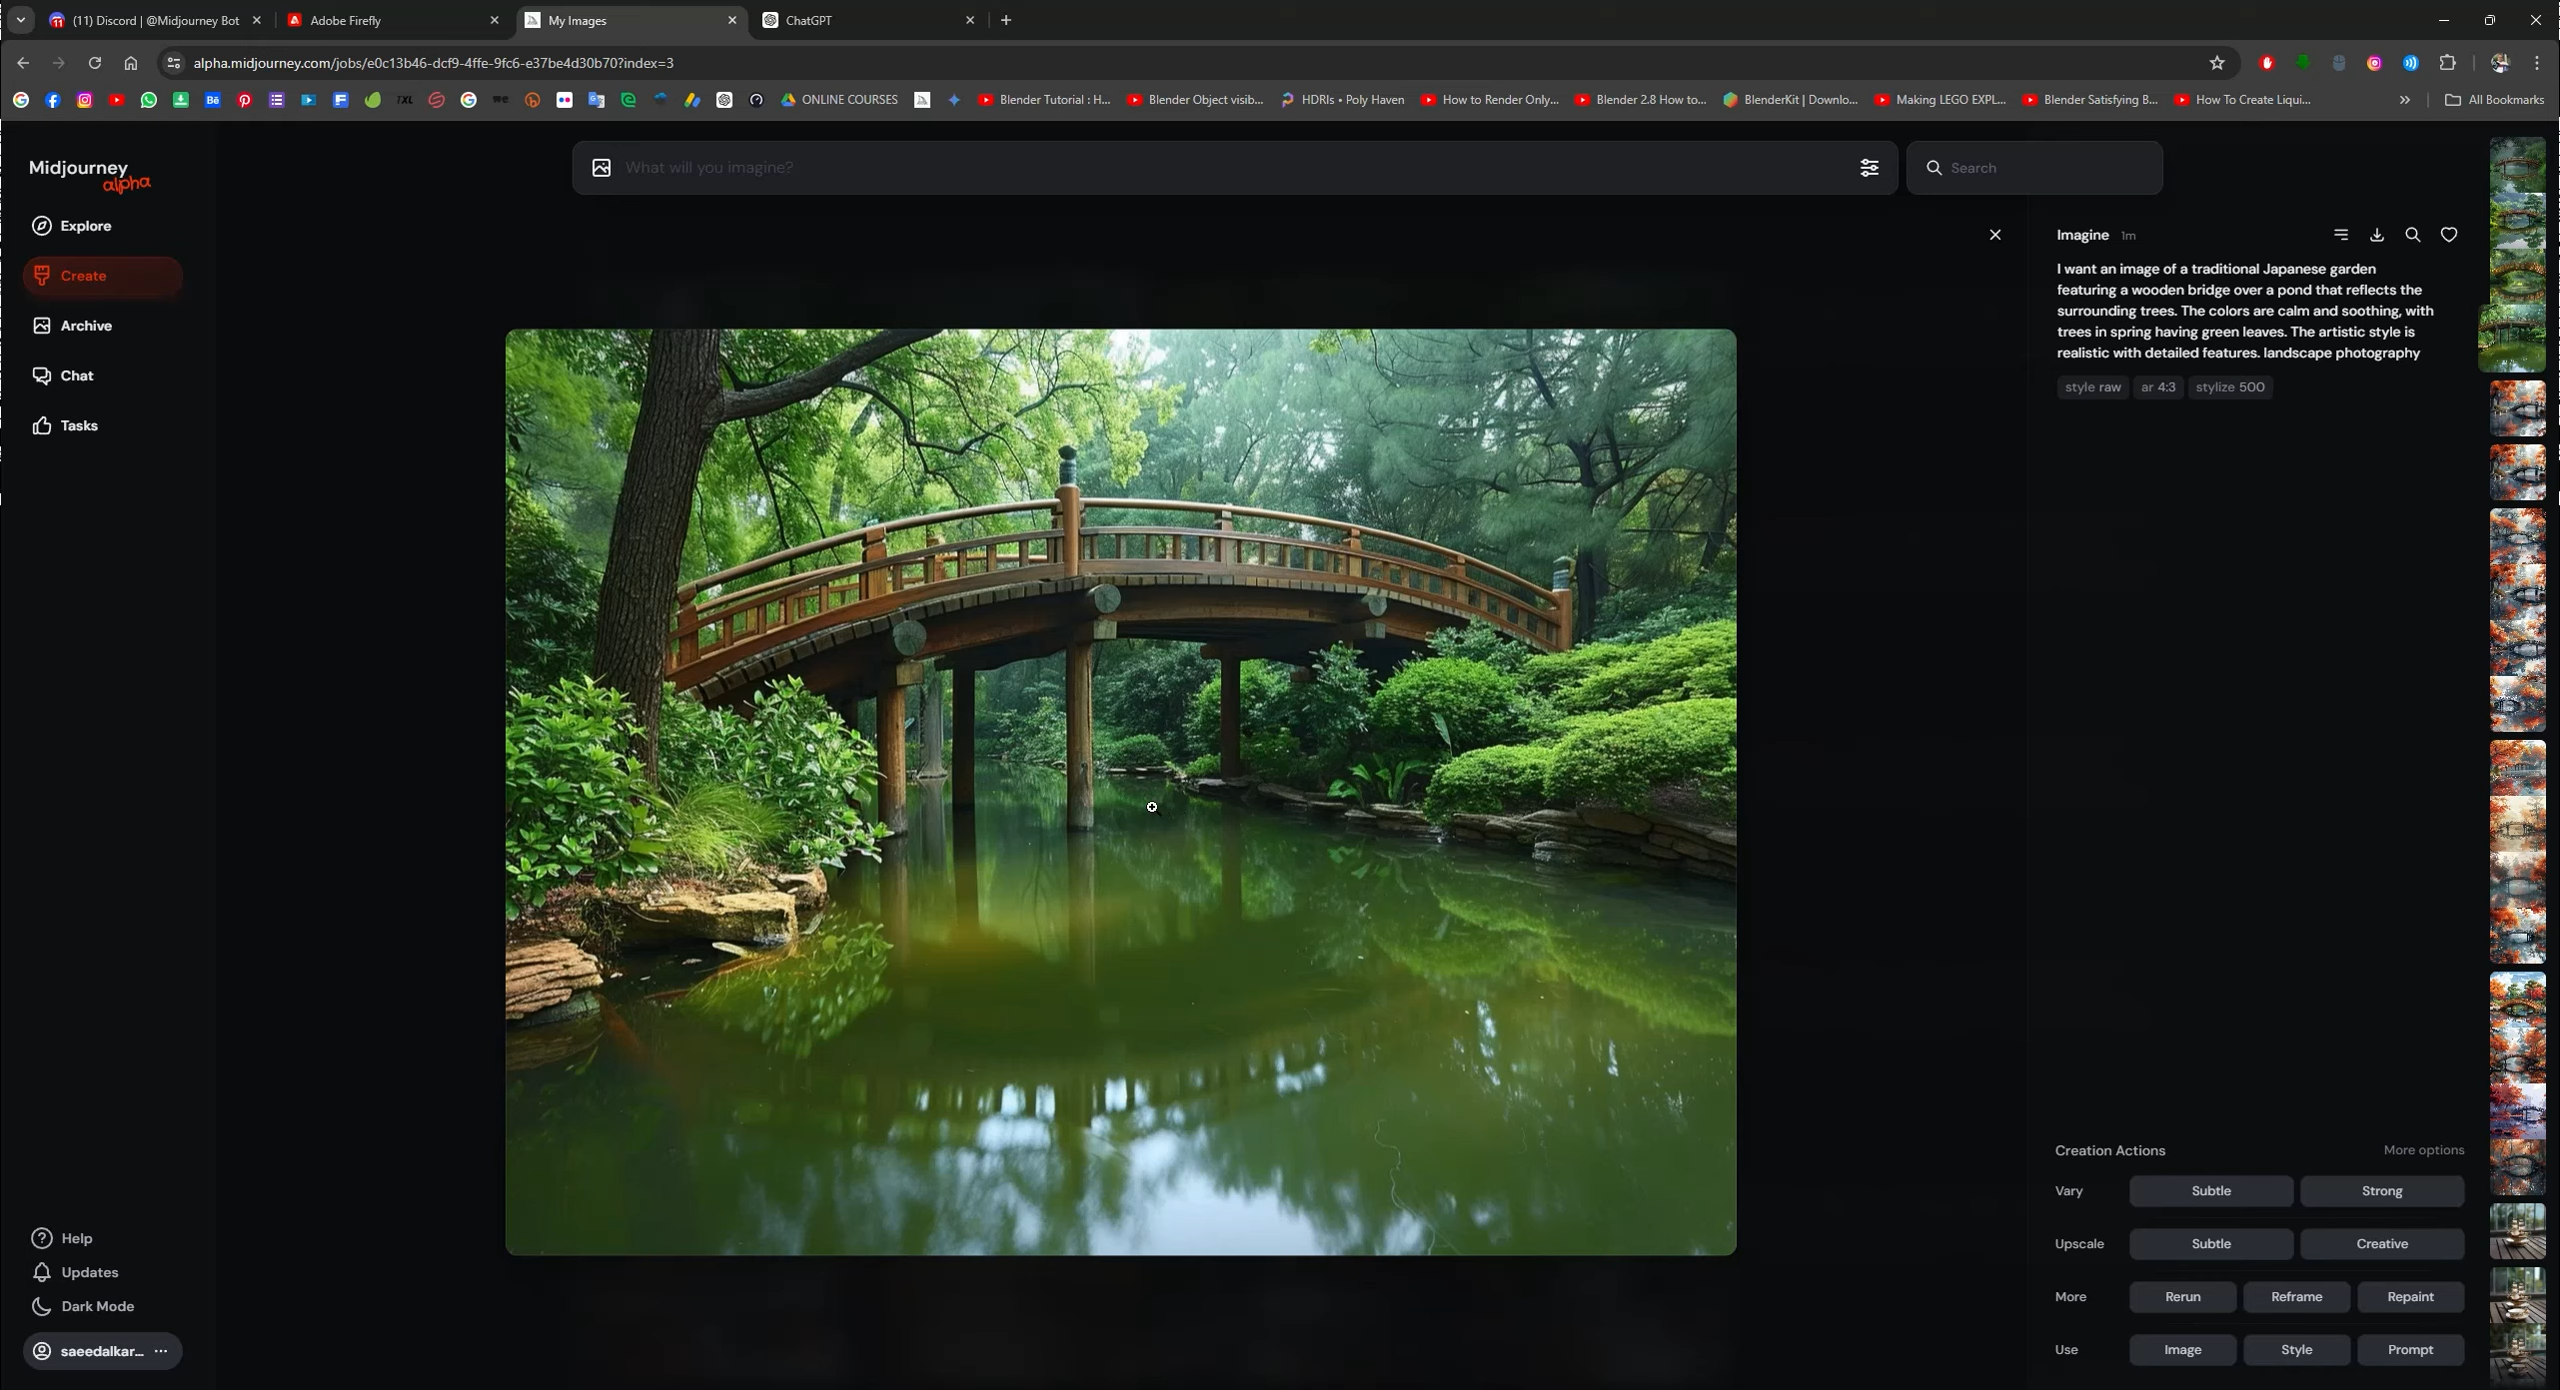 (11) Discord | @Midjourney Bot
Adobe Firefly
My Images
ChatGPT
alpha.midjourney.com/jobs/e0c13b46-dcf9-4ffe-9fc6-e37be4d30b70?index=3
ONLINE COURSES
Blender Tutorial : H...
Blender Object visib...
HDRIs • Poly Haven
How to Render Only...
Blender 2.8 How to...
BlenderKit | Downlo...
Making LEGO EXPL...
Blender Satisfying B...
How To Create Liqui...
All Bookmarks
Midjourney
alpha
What will you imagine?
Search
Explore
Create
Archive
Chat
Tasks
Imagine 1m
I want an image of a traditional Japanese garden
featuring a wooden bridge over a pond that reflects the
surrounding trees. The colors are calm and soothing, with
trees in spring having green leaves. The artistic style is
realistic with detailed features. landscape photography
style raw ar 4:3 stylize 500
Creation Actions More options
Vary Subtle Strong
Upscale Subtle Creative
More Rerun Reframe Repaint
Use Image Style Prompt
Help
Updates
Dark Mode
saeedalkar... ...